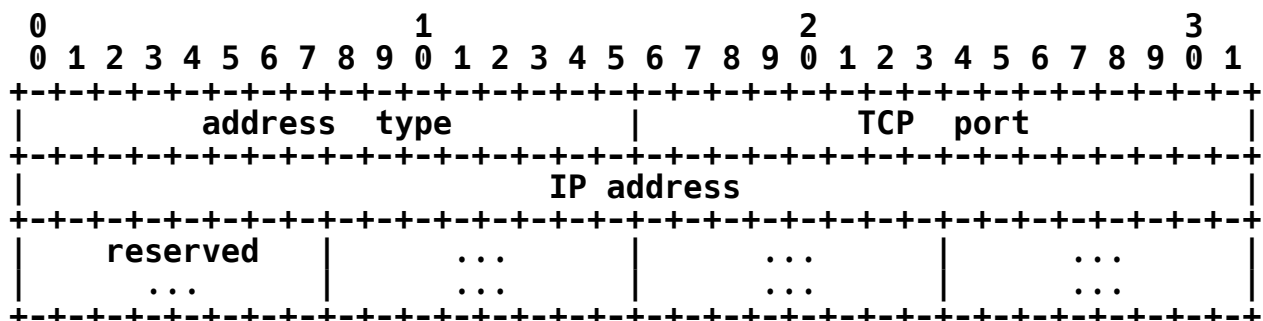 0                   1                   2                   3
 0 1 2 3 4 5 6 7 8 9 0 1 2 3 4 5 6 7 8 9 0 1 2 3 4 5 6 7 8 9 0 1
+-+-+-+-+-+-+-+-+-+-+-+-+-+-+-+-+-+-+-+-+-+-+-+-+-+-+-+-+-+-+-+-+
|         address  type         |           TCP  port           |
+-+-+-+-+-+-+-+-+-+-+-+-+-+-+-+-+-+-+-+-+-+-+-+-+-+-+-+-+-+-+-+-+
|                           IP address                          |
+-+-+-+-+-+-+-+-+-+-+-+-+-+-+-+-+-+-+-+-+-+-+-+-+-+-+-+-+-+-+-+-+
|    reserved   |      ...      |      ...      |      ...      |
|      ...      |      ...      |      ...      |      ...      |
+-+-+-+-+-+-+-+-+-+-+-+-+-+-+-+-+-+-+-+-+-+-+-+-+-+-+-+-+-+-+-+-+